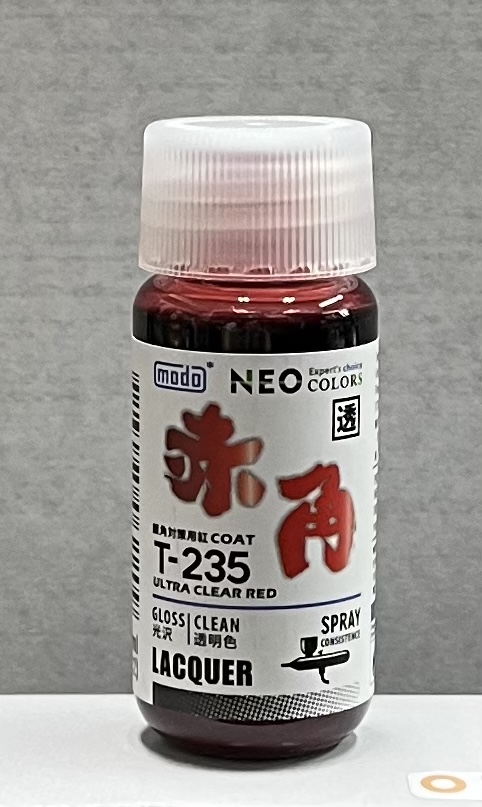 modo*
NEO
Expert's choice
COLORS
透
赤角
T-235
ULTRA CLEAR RED
GLOSS
光沢
CLEAN
透明色
SPRAY
CONSISTENCE
LACQUER